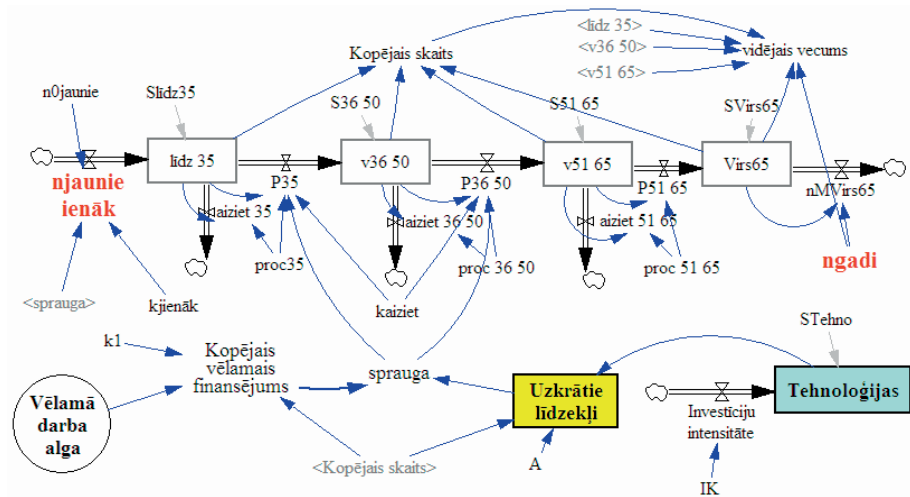 <līdz 35>
Kopējais skaits
<v36 50>
vidējais vecums
<v51 65>
n0jaunie
Slīdz35
S36 50
S51 65
SVirs65
līdz 35
v36 50
v51 65
Virs65
njaunie
ienāk
P35
P36 50
P51 65
nMVirs65
aiziet 35
aiziet 36 50
aiziet 51 65
proc35
proc 36 50
proc 51 65
ngadi
<sprauga>
kjienāk
kaiziet
STehno
k1
Kopējais
vēlamais
finansējums
sprauga
Uzkrātie
līdzekļi
Tehnoloģijas
Vēlamā
darba
alga
Investīciju
intensitāte
<Kopējais skaits>
A
IK